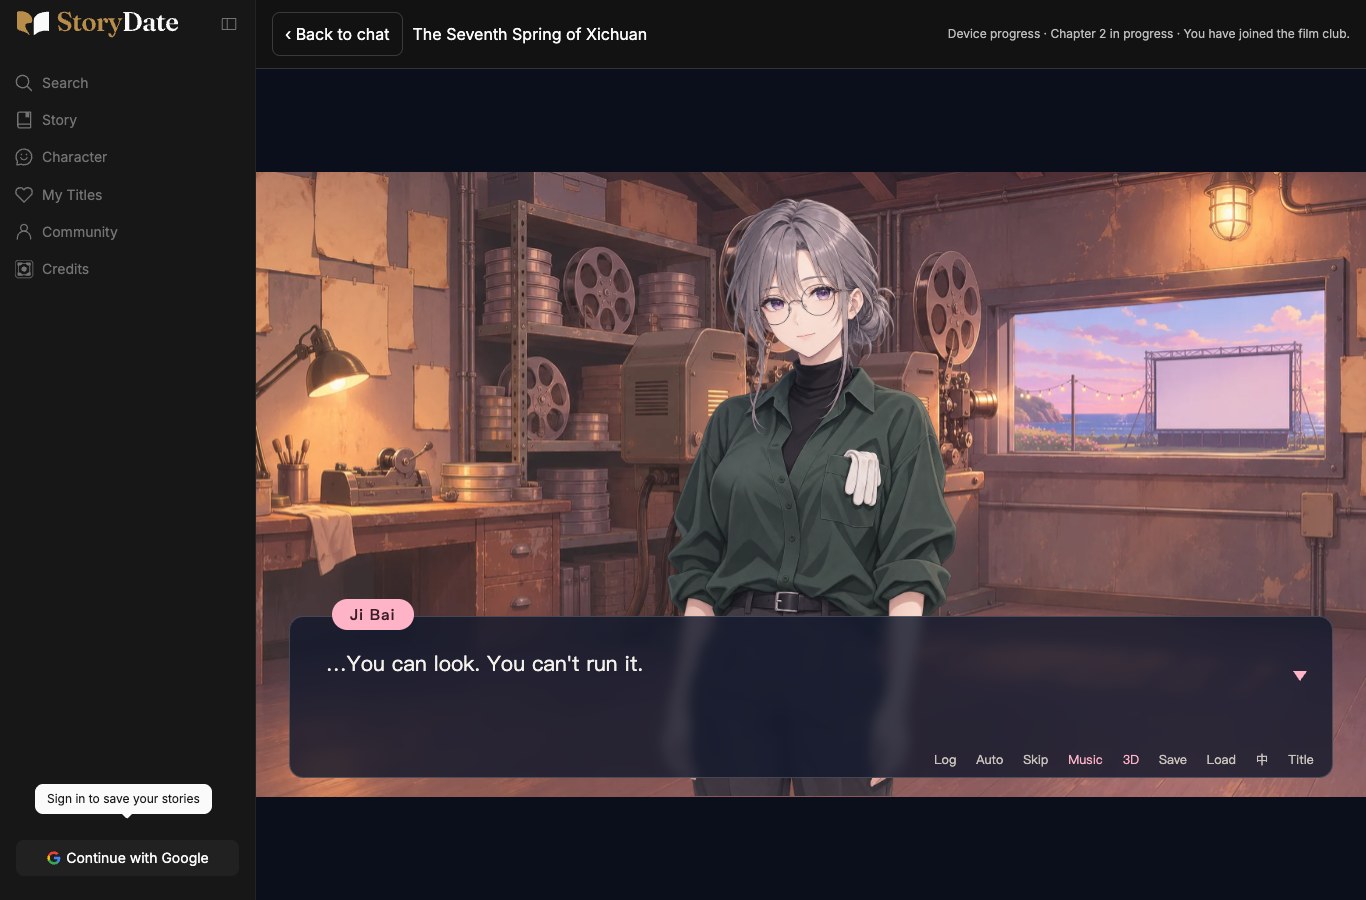 StoryDate
Search
Story
Character
My Titles
Community
Credits
Sign in to save your stories
Continue with Google
‹ Back to chat
The Seventh Spring of Xichuan
Device progress · Chapter 2 in progress · You have joined the film club.
Ji Bai
...You can look. You can't run it.
Log Auto Skip Music 3D Save Load 中 Title